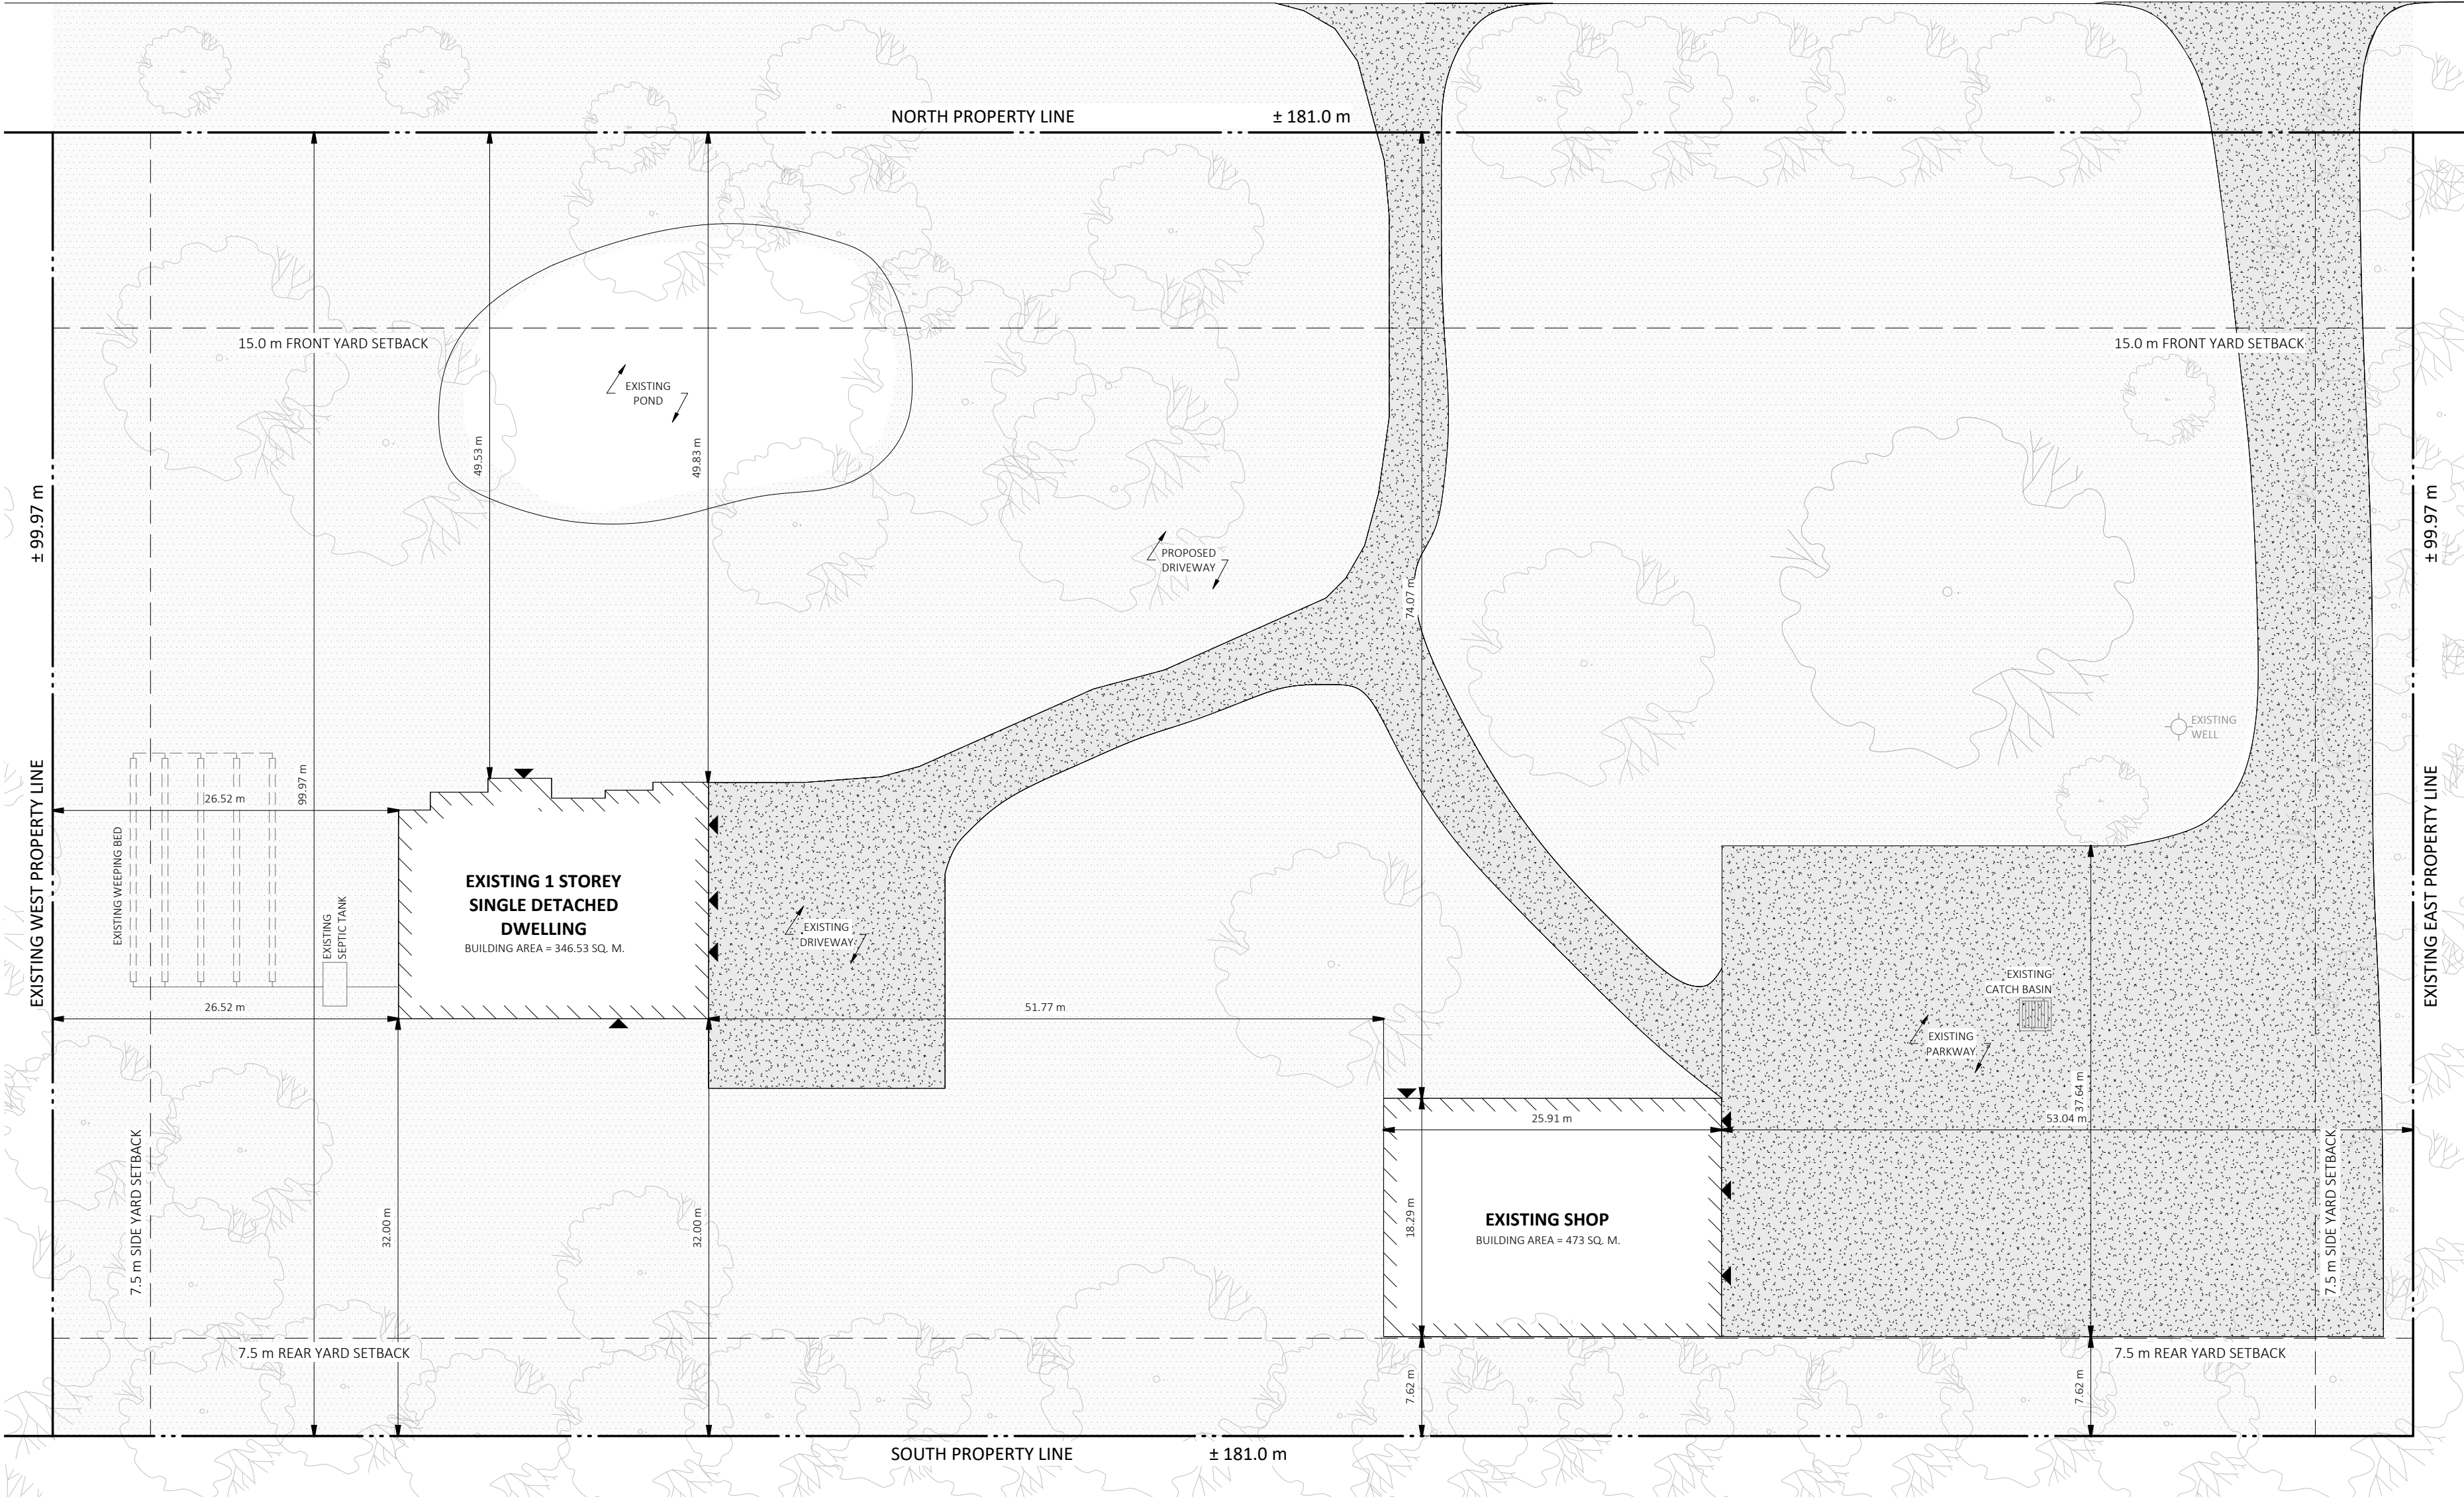 NORTH PROPERTY LINE ± 181.0 m
15.0 m FRONT YARD SETBACK
15.0 m FRONT YARD SETBACK
EXISTING
POND
49.53 m
49.83 m
± 99.97 m
± 99.97 m
PROPOSED
DRIVEWAY
74.07 m
EXISTING
WELL
EXISTING WEST PROPERTY LINE
EXISTING EAST PROPERTY LINE
26.52 m
99.97 m
EXISTING WEEPING BED
EXISTING
SEPTIC TANK
EXISTING 1 STOREY
SINGLE DETACHED
DWELLING
BUILDING AREA = 346.53 SQ. M.
EXISTING
DRIVEWAY
EXISTING
CATCH BASIN
26.52 m
51.77 m
EXISTING
PARKWAY
37.64 m
25.91 m
53.04 m
7.5 m SIDE YARD SETBACK
7.5 m SIDE YARD SETBACK
32.00 m
32.00 m
18.29 m
EXISTING SHOP
BUILDING AREA = 473 SQ. M.
7.5 m REAR YARD SETBACK
7.5 m REAR YARD SETBACK
7.62 m
7.62 m
SOUTH PROPERTY LINE ± 181.0 m